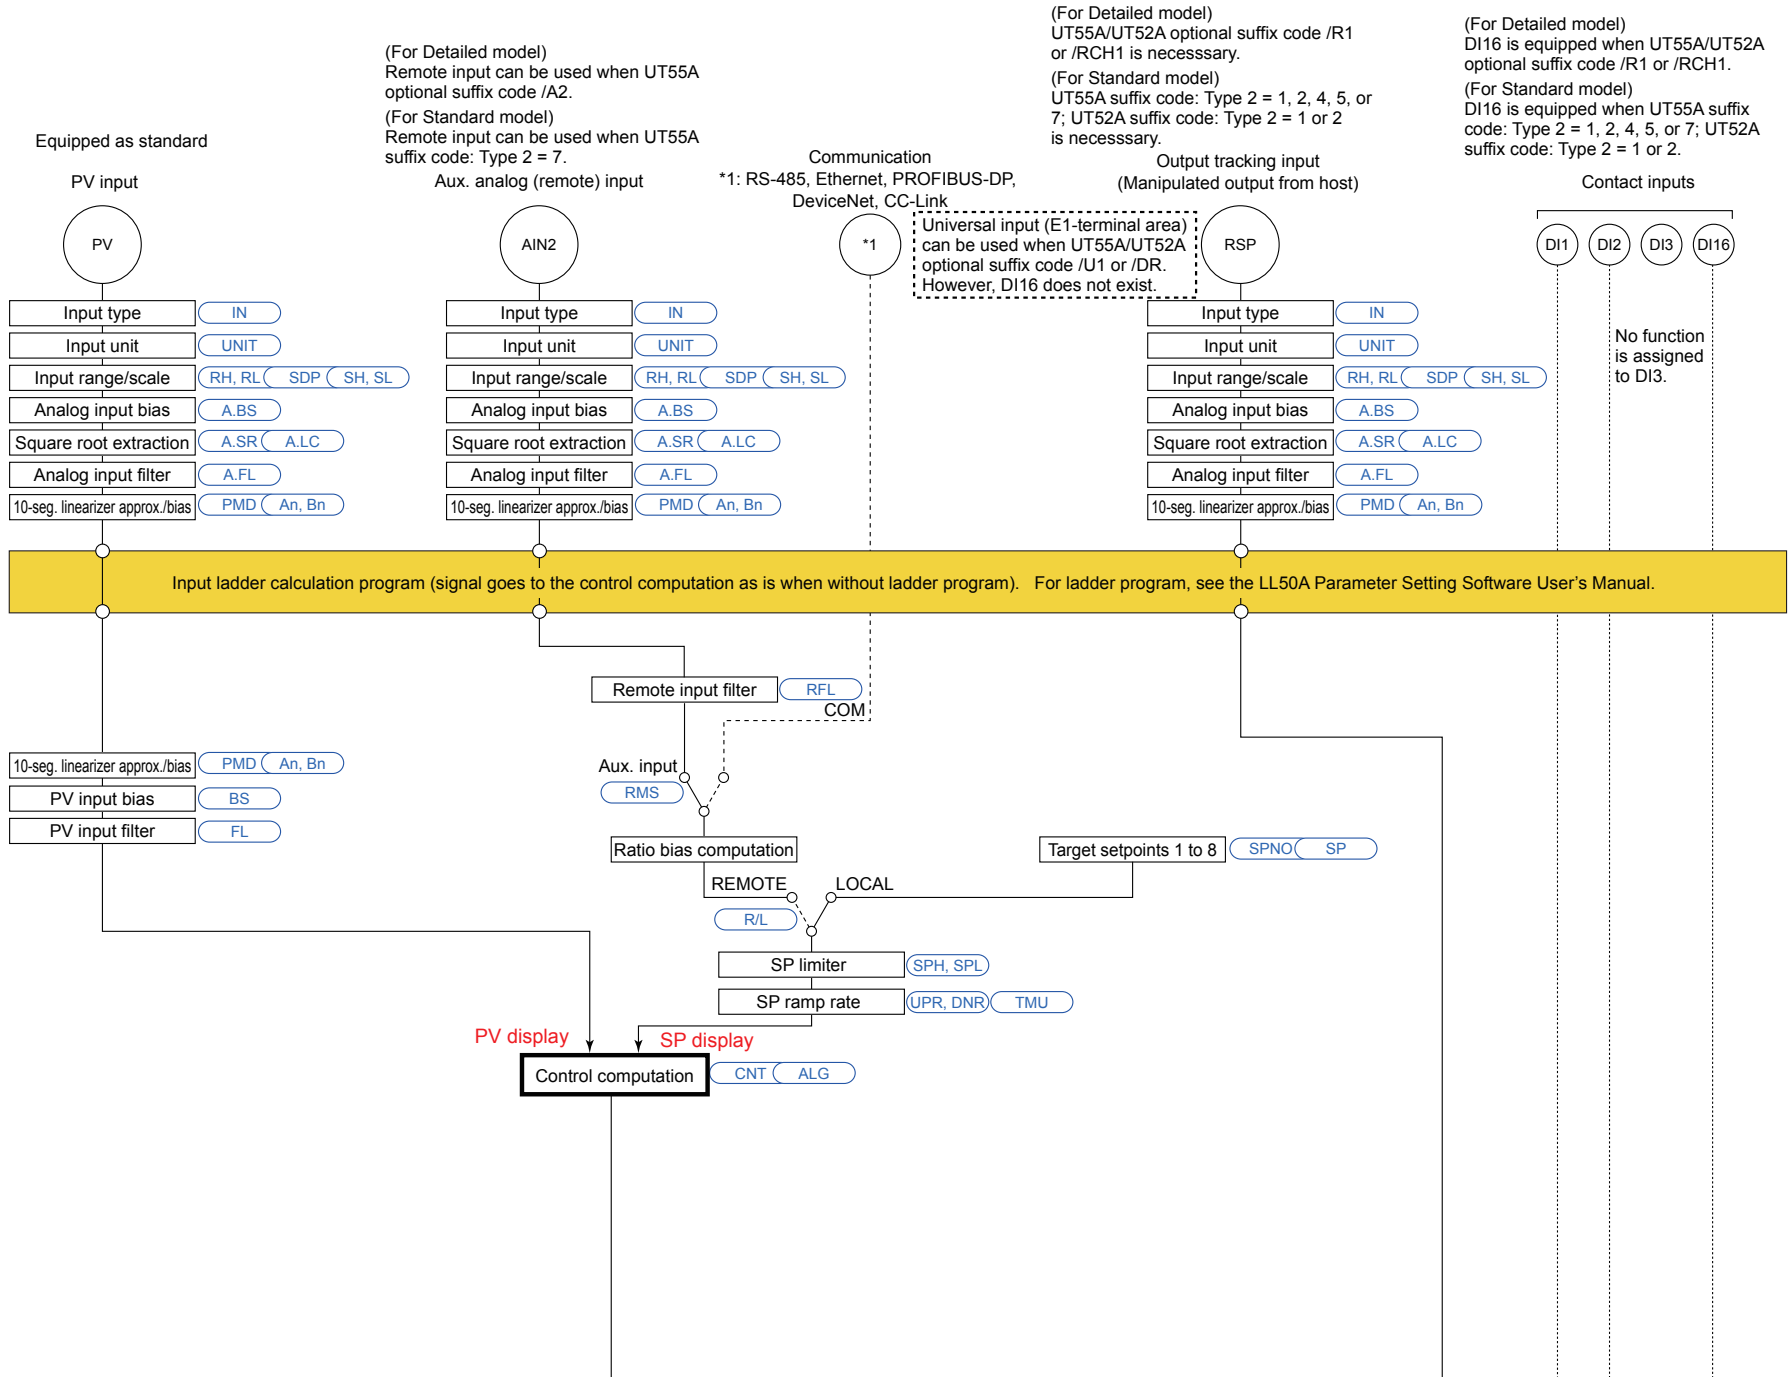 (For Detailed model)
Remote input can be used when UT55A
optional suffix code /A2.
(For Standard model)
Remote input can be used when UT55A
suffix code: Type 2 = 7.
(For Detailed model)
UT55A/UT52A optional suffix code /R1
or /RCH1 is necesssary.
(For Standard model)
UT55A suffix code: Type 2 = 1, 2, 4, 5, or
7; UT52A suffix code: Type 2 = 1 or 2
is necesssary.
(For Detailed model)
DI16 is equipped when UT55A/UT52A
optional suffix code /R1 or /RCH1.
(For Standard model)
DI16 is equipped when UT55A suffix
code: Type 2 = 1, 2, 4, 5, or 7; UT52A
suffix code: Type 2 = 1 or 2.
Equipped as standard
PV input
Aux. analog (remote) input
Communication
*1: RS-485, Ethernet, PROFIBUS-DP,
DeviceNet, CC-Link
Output tracking input
(Manipulated output from host)
Contact inputs
PV
AIN2
*1
Universal input (E1-terminal area)
can be used when UT55A/UT52A
optional suffix code /U1 or /DR.
However, DI16 does not exist.
RSP
DI1
DI2
DI3
DI16
Input type IN
Input unit UNIT
Input range/scale RH, RL SDP SH, SL
Analog input bias A.BS
Square root extraction A.SR A.LC
Analog input filter A.FL
10-seg. linearizer approx./bias PMD An, Bn
Input type IN
Input unit UNIT
Input range/scale RH, RL SDP SH, SL
Analog input bias A.BS
Square root extraction A.SR A.LC
Analog input filter A.FL
10-seg. linearizer approx./bias PMD An, Bn
Input type IN
Input unit UNIT
Input range/scale RH, RL SDP SH, SL
Analog input bias A.BS
Square root extraction A.SR A.LC
Analog input filter A.FL
10-seg. linearizer approx./bias PMD An, Bn
No function
is assigned
to DI3.
Input ladder calculation program (signal goes to the control computation as is when without ladder program). For ladder program, see the LL50A Parameter Setting Software User's Manual.
Remote input filter RFL
COM
10-seg. linearizer approx./bias PMD An, Bn
PV input bias BS
PV input filter FL
Aux. input
RMS
Ratio bias computation
Target setpoints 1 to 8 SPNO SP
REMOTE
LOCAL
R/L
SP limiter SPH, SPL
SP ramp rate UPR, DNR TMU
PV display
SP display
Control computation CNT ALG